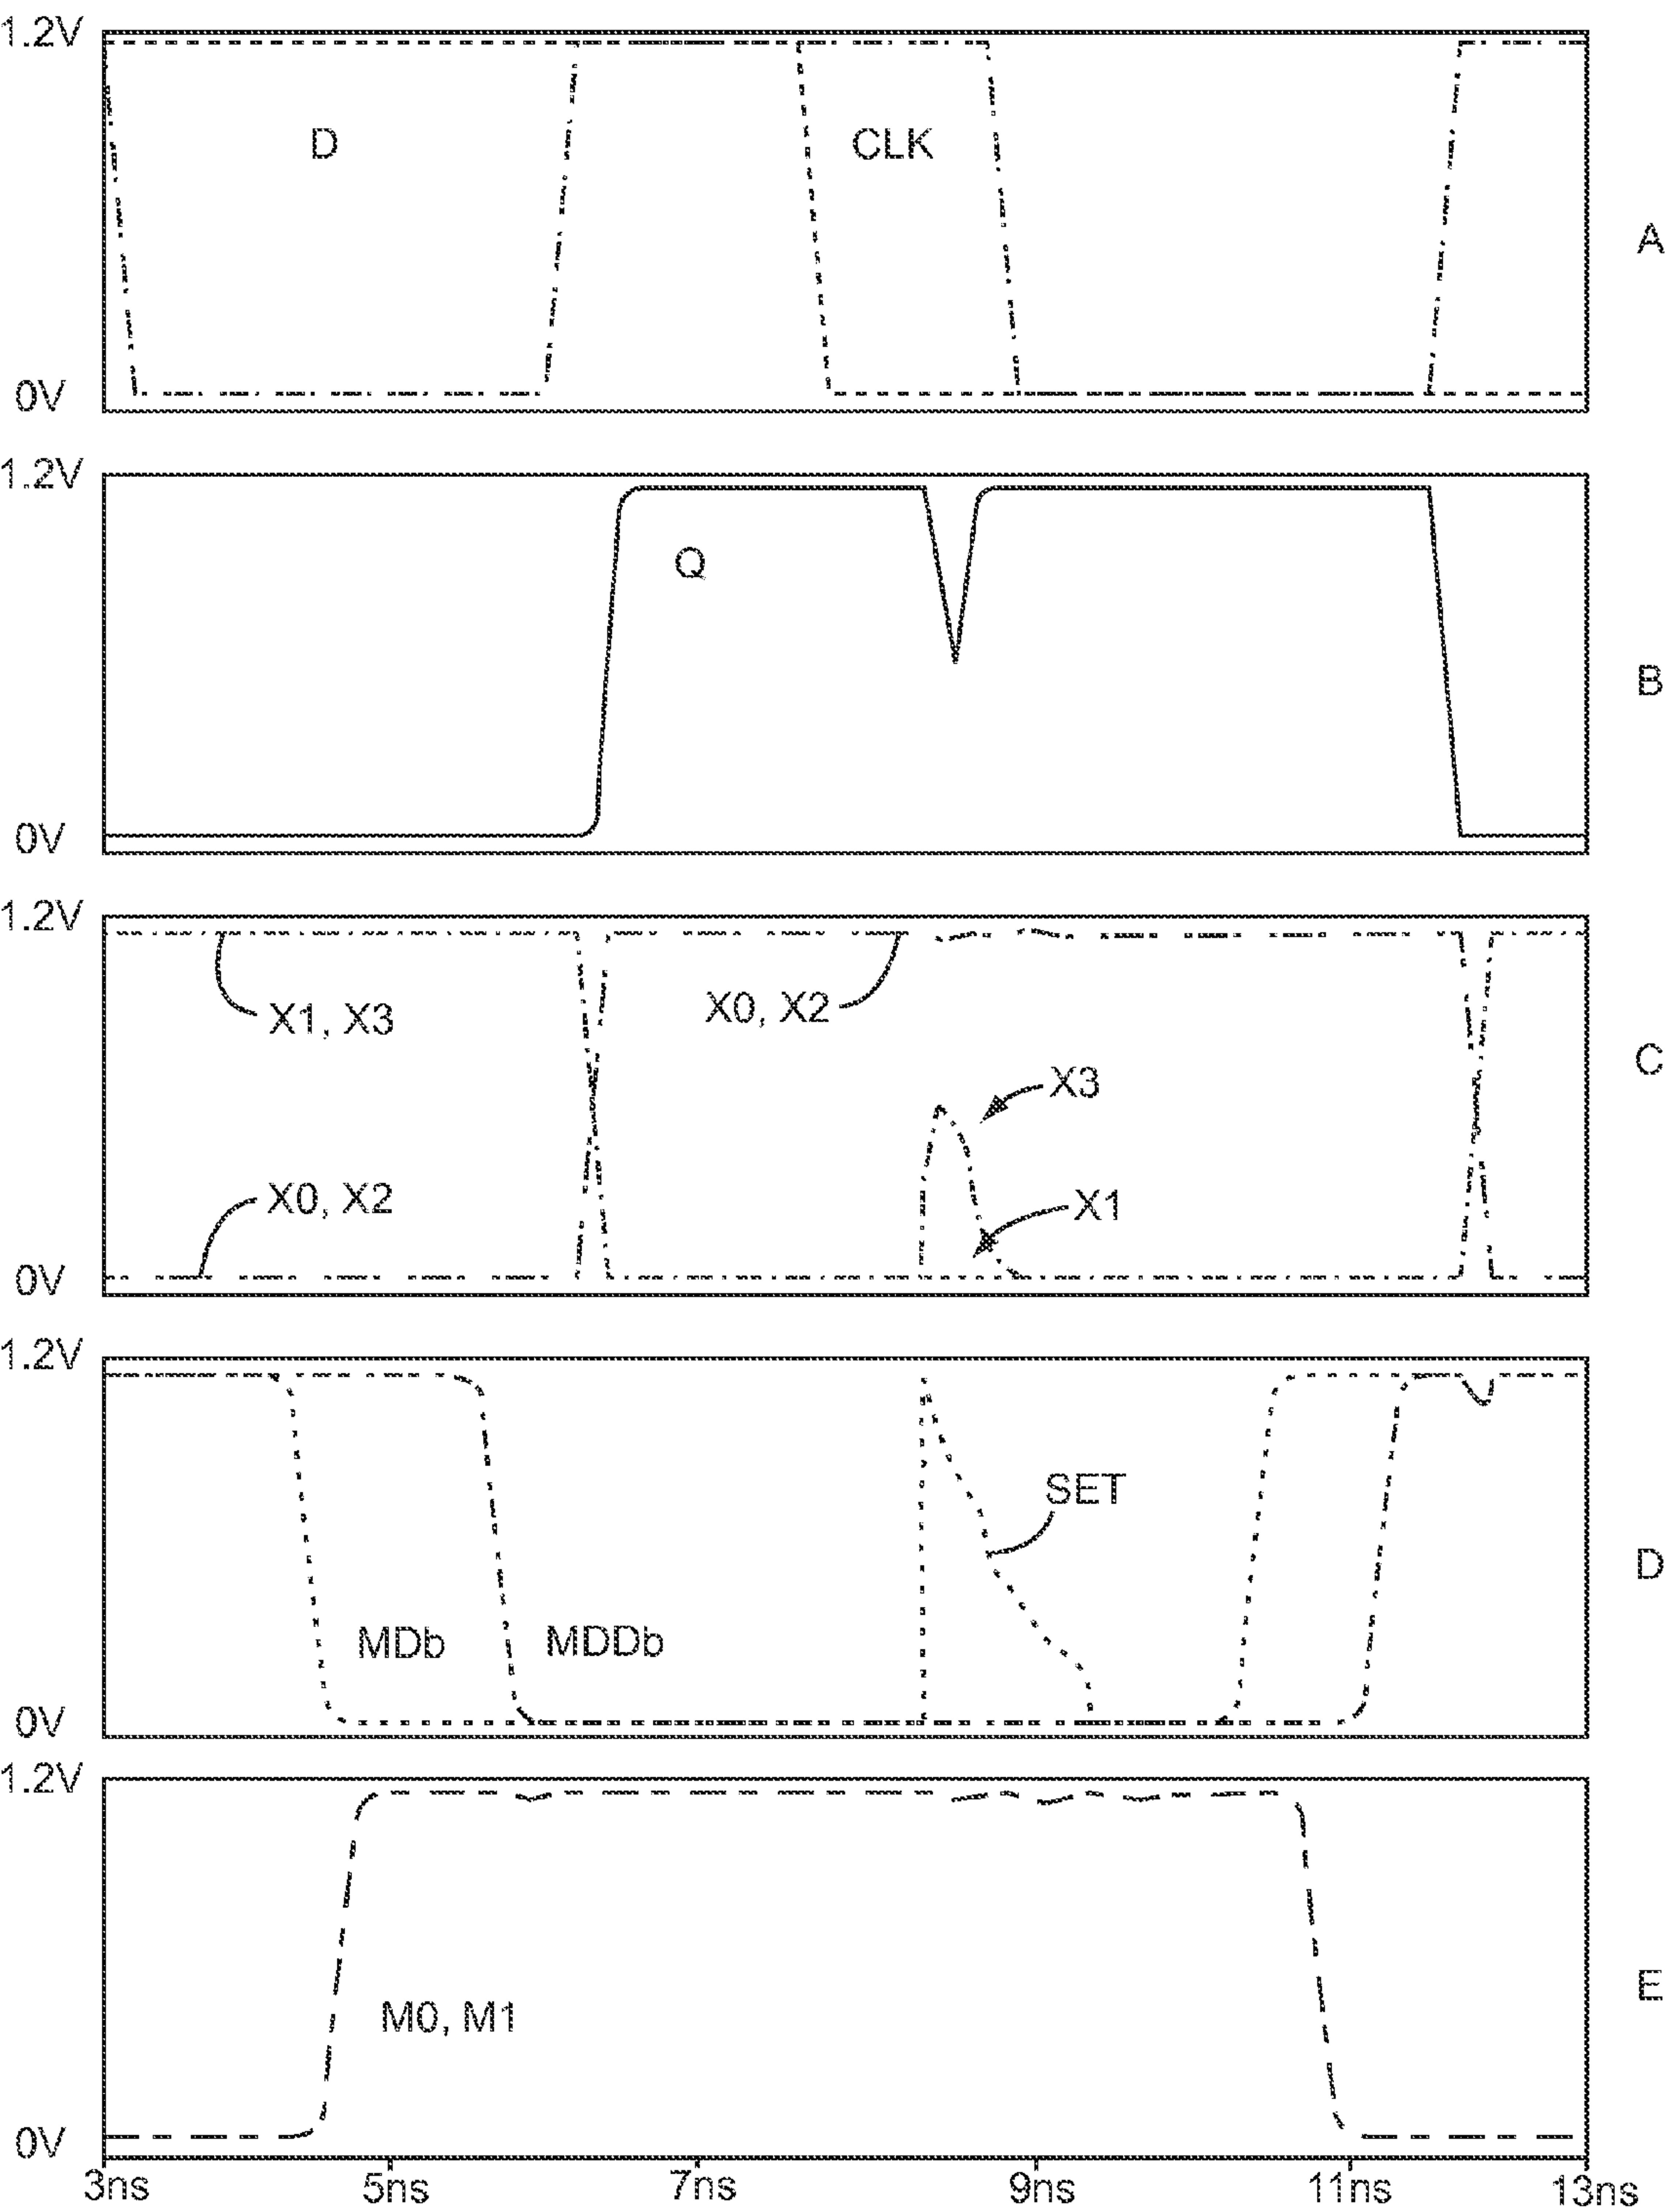 1.2V
D
CLK
A
0V
1.2V
Q
B
0V
1.2V
X1, X3
X0, X2
X3
C
X0, X2
X1
0V
1.2V
SET
D
MDb
MDDb
0V
1.2V
E
M0, M1
0V
3ns
5ns
7ns
9ns
11ns
13ns